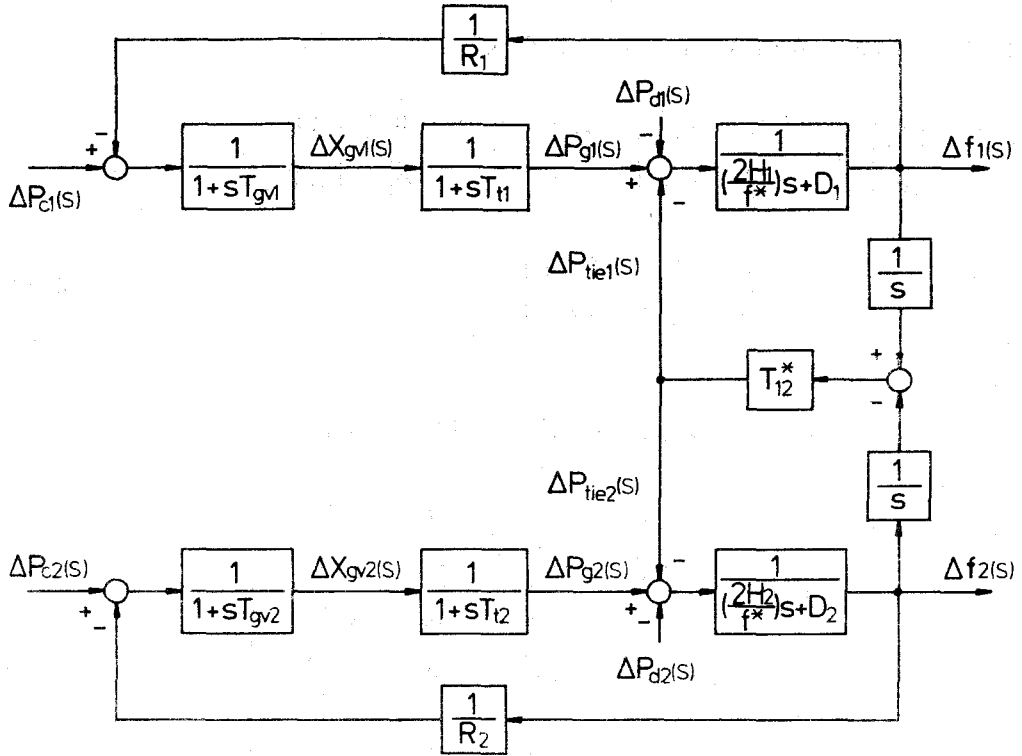 1
R1
ΔPd1(s)
- -
+ 1 ΔXgv1(s) 1 ΔPg1(s) 1 Δf1(s)
ΔPc1(s) 1+sTgv1 1+sTt1 + - (2H1/f*)s+D1
ΔPtie1(s) 1
s
+
T*12
-
ΔPtie2(s) 1
s
ΔPc2(s) 1 ΔXgv2(s) 1 ΔPg2(s) - 1 Δf2(s)
+ - 1+sTgv2 1+sTt2 + - (2H2/f*)s+D2
ΔPd2(s)
1
R2